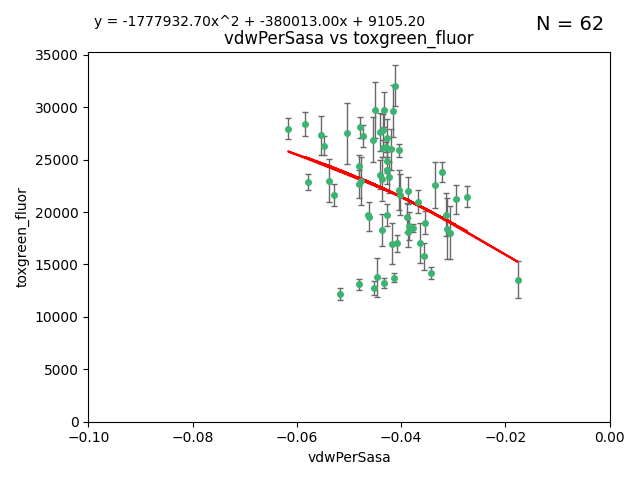 y = -1777932.70x^2 + -380013.00x + 9105.20
N = 62
vdwPerSasa vs toxgreen_fluor
35000
30000
25000
20000
15000
10000
5000
0
toxgreen_fluor
−0.10
−0.08
−0.06
−0.04
−0.02
0.00
vdwPerSasa